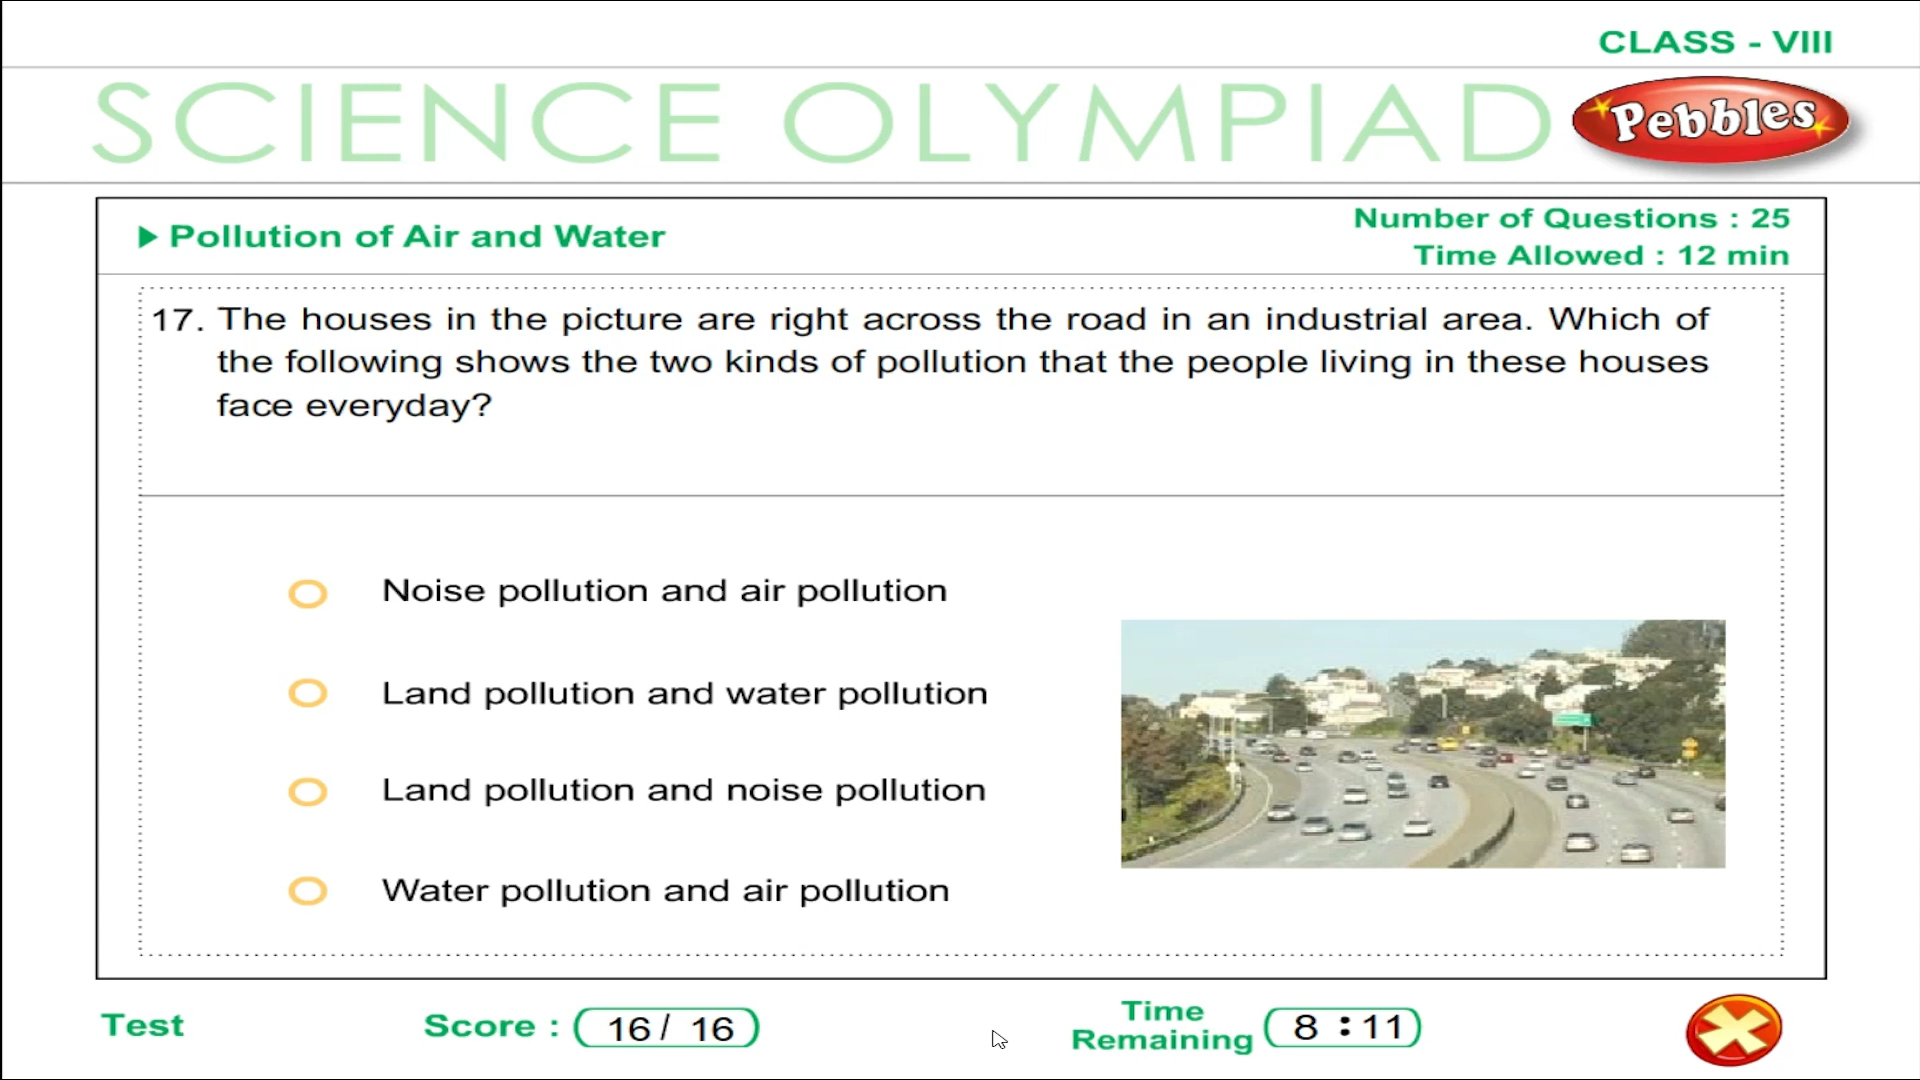 CLASS - VIII
SCIENCE OLYMPIAD
Pebbles
Pollution of Air and Water
Number of Questions : 25
Time Allowed : 12 min
17. The houses in the picture are right across the road in an industrial area. Which of
the following shows the two kinds of pollution that the people living in these houses
face everyday?
Noise pollution and air pollution
Land pollution and water pollution
Land pollution and noise pollution
Water pollution and air pollution
Test
Score : 16 / 16
Time
Remaining 8 : 11